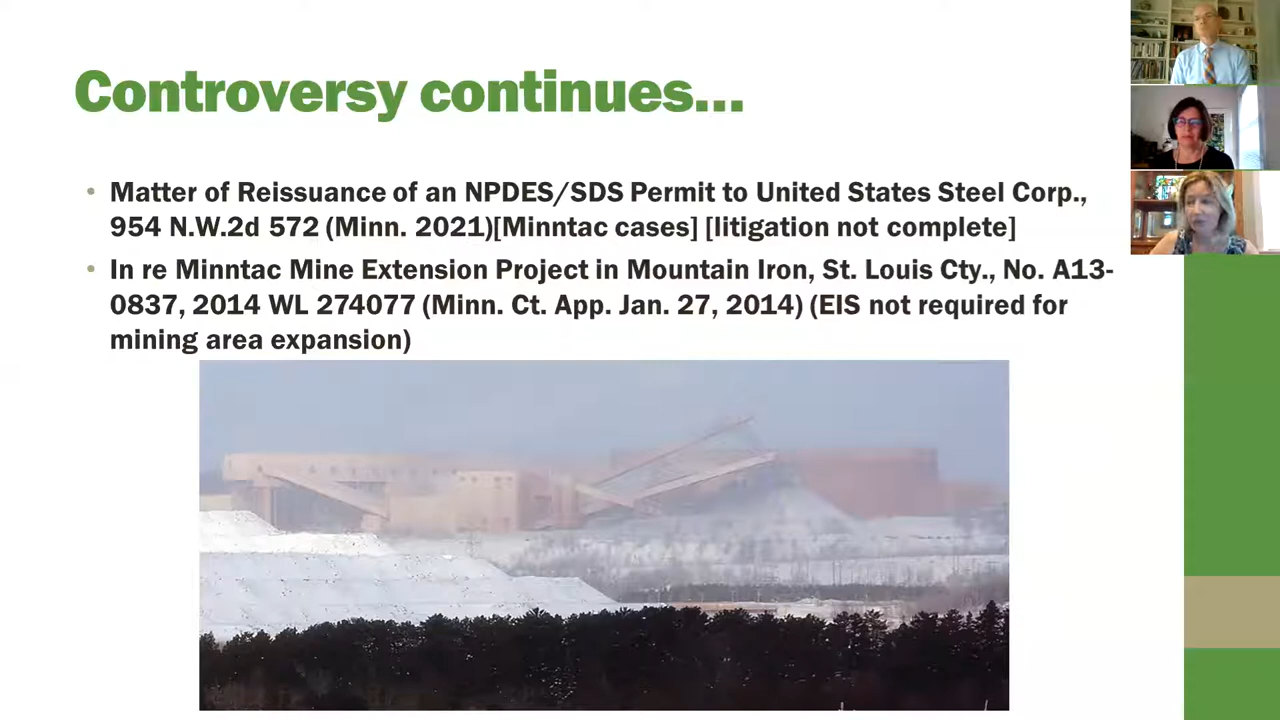 Controversy continues...
• Matter of Reissuance of an NPDES/SDS Permit to United States Steel Corp.,
954 N.W.2d 572 (Minn. 2021)[Minntac cases] [litigation not complete]
• In re Minntac Mine Extension Project in Mountain Iron, St. Louis Cty., No. A13-
0837, 2014 WL 274077 (Minn. Ct. App. Jan. 27, 2014) (EIS not required for
mining area expansion)